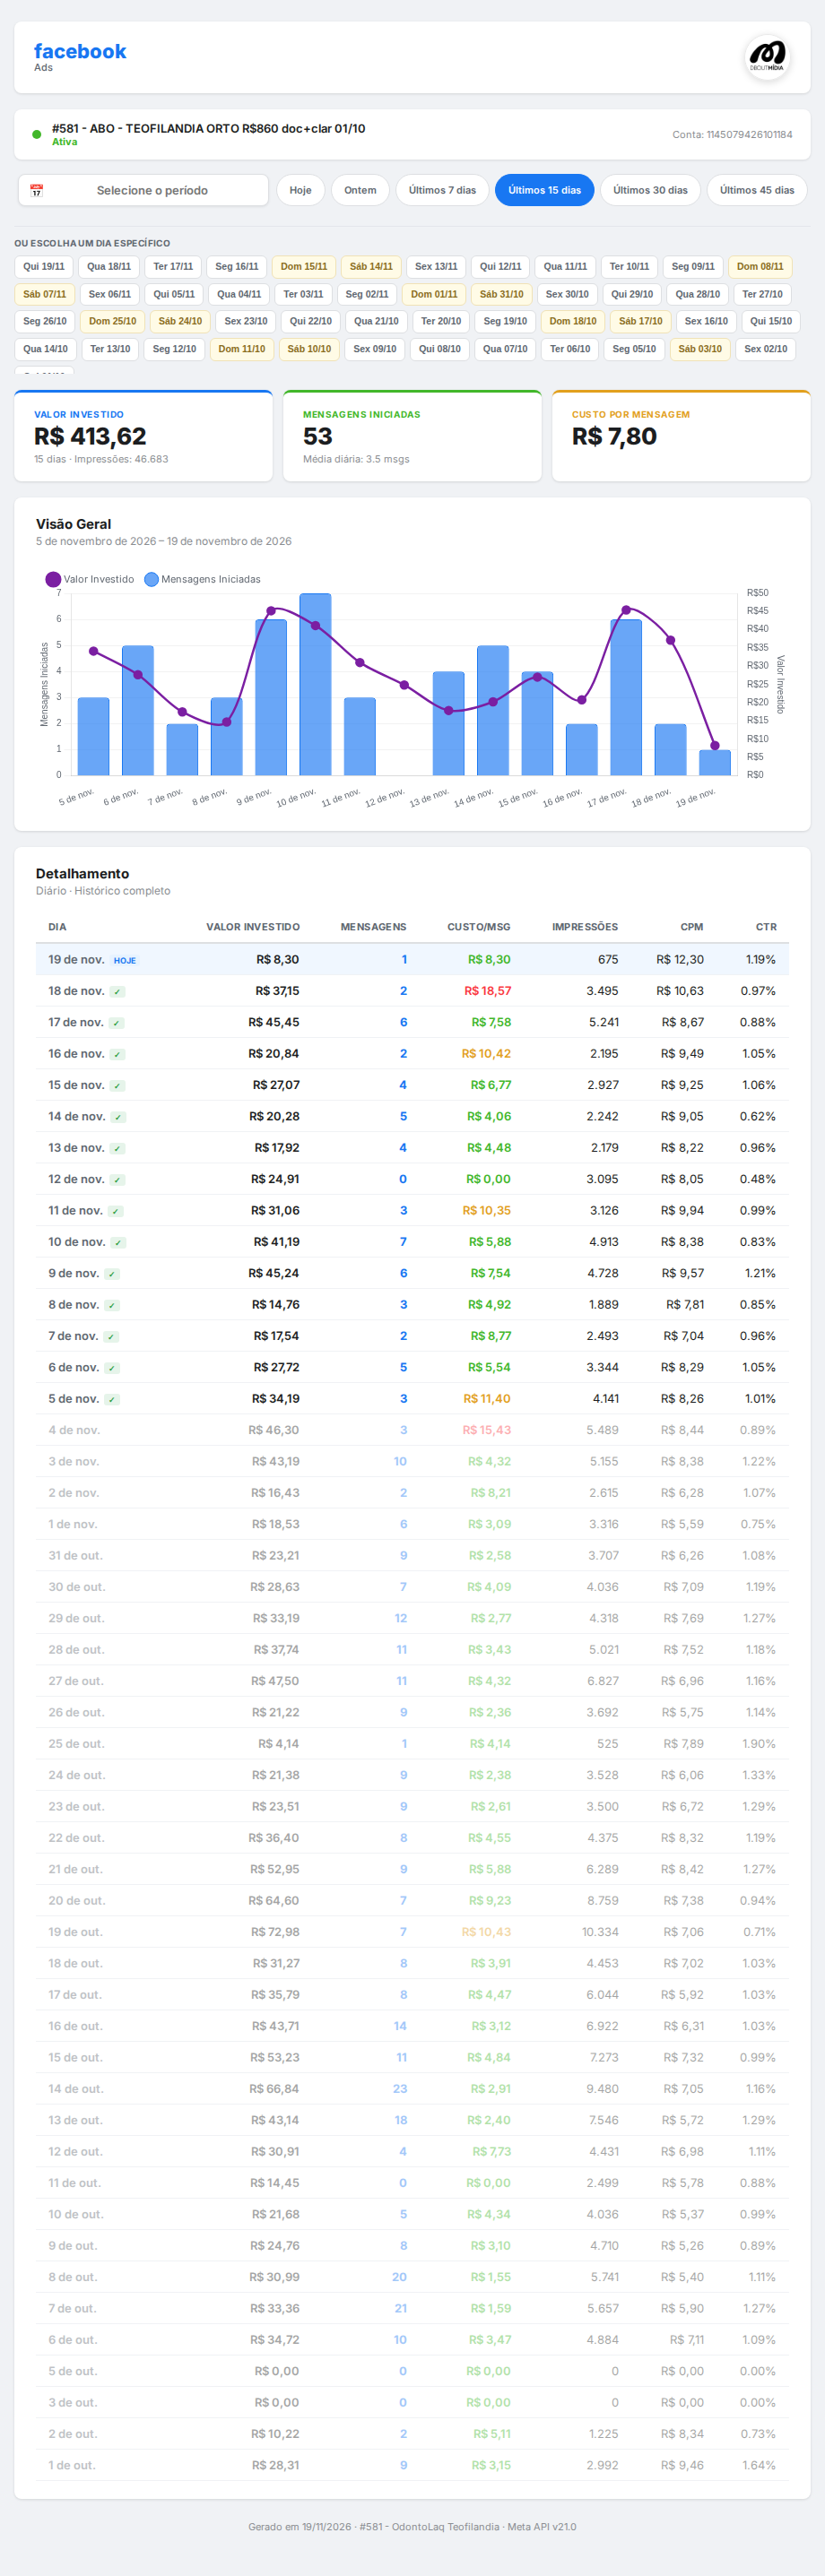 facebook
Ads
ABOUTMÍDIA
#581 - ABO - TEOFILANDIA ORTO R$860 doc+clar 01/10
Ativa
Conta: 1145079426101184
📅 Selecione o período
Hoje
Ontem
Últimos 7 dias
Últimos 15 dias
Últimos 30 dias
Últimos 45 dias
OU ESCOLHA UM DIA ESPECÍFICO
Qui 19/11 Qua 18/11 Ter 17/11 Seg 16/11 Dom 15/11 Sáb 14/11 Sex 13/11 Qui 12/11 Qua 11/11 Ter 10/11 Seg 09/11 Dom 08/11
Sáb 07/11 Sex 06/11 Qui 05/11 Qua 04/11 Ter 03/11 Seg 02/11 Dom 01/11 Sáb 31/10 Sex 30/10 Qui 29/10 Qua 28/10 Ter 27/10
Seg 26/10 Dom 25/10 Sáb 24/10 Sex 23/10 Qui 22/10 Qua 21/10 Ter 20/10 Seg 19/10 Dom 18/10 Sáb 17/10 Sex 16/10 Qui 15/10
Qua 14/10 Ter 13/10 Seg 12/10 Dom 11/10 Sáb 10/10 Sex 09/10 Qui 08/10 Qua 07/10 Ter 06/10 Seg 05/10 Sáb 03/10 Sex 02/10
VALOR INVESTIDO
R$ 413,62
15 dias · Impressões: 46.683
MENSAGENS INICIADAS
53
Média diária: 3.5 msgs
CUSTO POR MENSAGEM
R$ 7,80
Visão Geral
5 de novembro de 2026 – 19 de novembro de 2026
Valor Investido Mensagens Iniciadas
Mensagens Iniciadas
7
6
5
4
3
2
1
0
R$50
R$45
R$40
R$35
R$30
R$25
R$20
R$15
R$10
R$5
R$0
Valor Investido
5 de nov. 6 de nov. 7 de nov. 8 de nov. 9 de nov. 10 de nov. 11 de nov. 12 de nov. 13 de nov. 14 de nov. 15 de nov. 16 de nov. 17 de nov. 18 de nov. 19 de nov.
Detalhamento
Diário · Histórico completo
DIA VALOR INVESTIDO MENSAGENS CUSTO/MSG IMPRESSÕES CPM CTR
19 de nov. HOJE R$ 8,30 1 R$ 8,30 675 R$ 12,30 1.19%
18 de nov. ✓ R$ 37,15 2 R$ 18,57 3.495 R$ 10,63 0.97%
17 de nov. ✓ R$ 45,45 6 R$ 7,58 5.241 R$ 8,67 0.88%
16 de nov. ✓ R$ 20,84 2 R$ 10,42 2.195 R$ 9,49 1.05%
15 de nov. ✓ R$ 27,07 4 R$ 6,77 2.927 R$ 9,25 1.06%
14 de nov. ✓ R$ 20,28 5 R$ 4,06 2.242 R$ 9,05 0.62%
13 de nov. ✓ R$ 17,92 4 R$ 4,48 2.179 R$ 8,22 0.96%
12 de nov. ✓ R$ 24,91 0 R$ 0,00 3.095 R$ 8,05 0.48%
11 de nov. ✓ R$ 31,06 3 R$ 10,35 3.126 R$ 9,94 0.99%
10 de nov. ✓ R$ 41,19 7 R$ 5,88 4.913 R$ 8,38 0.83%
9 de nov. ✓ R$ 45,24 6 R$ 7,54 4.728 R$ 9,57 1.21%
8 de nov. ✓ R$ 14,76 3 R$ 4,92 1.889 R$ 7,81 0.85%
7 de nov. ✓ R$ 17,54 2 R$ 8,77 2.493 R$ 7,04 0.96%
6 de nov. ✓ R$ 27,72 5 R$ 5,54 3.344 R$ 8,29 1.05%
5 de nov. ✓ R$ 34,19 3 R$ 11,40 4.141 R$ 8,26 1.01%
4 de nov. R$ 46,30 3 R$ 15,43 5.489 R$ 8,44 0.89%
3 de nov. R$ 43,19 10 R$ 4,32 5.155 R$ 8,38 1.22%
2 de nov. R$ 16,43 2 R$ 8,21 2.615 R$ 6,28 1.07%
1 de nov. R$ 18,53 6 R$ 3,09 3.316 R$ 5,59 0.75%
31 de out. R$ 23,21 9 R$ 2,58 3.707 R$ 6,26 1.08%
30 de out. R$ 28,63 7 R$ 4,09 4.036 R$ 7,09 1.19%
29 de out. R$ 33,19 12 R$ 2,77 4.318 R$ 7,69 1.27%
28 de out. R$ 37,74 11 R$ 3,43 5.021 R$ 7,52 1.18%
27 de out. R$ 47,50 11 R$ 4,32 6.827 R$ 6,96 1.16%
26 de out. R$ 21,22 9 R$ 2,36 3.692 R$ 5,75 1.14%
25 de out. R$ 4,14 1 R$ 4,14 525 R$ 7,89 1.90%
24 de out. R$ 21,38 9 R$ 2,38 3.528 R$ 6,06 1.33%
23 de out. R$ 23,51 9 R$ 2,61 3.500 R$ 6,72 1.29%
22 de out. R$ 36,40 8 R$ 4,55 4.375 R$ 8,32 1.19%
21 de out. R$ 52,95 9 R$ 5,88 6.289 R$ 8,42 1.27%
20 de out. R$ 64,60 7 R$ 9,23 8.759 R$ 7,38 0.94%
19 de out. R$ 72,98 7 R$ 10,43 10.334 R$ 7,06 0.71%
18 de out. R$ 31,27 8 R$ 3,91 4.453 R$ 7,02 1.03%
17 de out. R$ 35,79 8 R$ 4,47 6.044 R$ 5,92 1.03%
16 de out. R$ 43,71 14 R$ 3,12 6.922 R$ 6,31 1.03%
15 de out. R$ 53,23 11 R$ 4,84 7.273 R$ 7,32 0.99%
14 de out. R$ 66,84 23 R$ 2,91 9.480 R$ 7,05 1.16%
13 de out. R$ 43,14 18 R$ 2,40 7.546 R$ 5,72 1.29%
12 de out. R$ 30,91 4 R$ 7,73 4.431 R$ 6,98 1.11%
11 de out. R$ 14,45 0 R$ 0,00 2.499 R$ 5,78 0.88%
10 de out. R$ 21,68 5 R$ 4,34 4.036 R$ 5,37 0.99%
9 de out. R$ 24,76 8 R$ 3,10 4.710 R$ 5,26 0.89%
8 de out. R$ 30,99 20 R$ 1,55 5.741 R$ 5,40 1.11%
7 de out. R$ 33,36 21 R$ 1,59 5.657 R$ 5,90 1.27%
6 de out. R$ 34,72 10 R$ 3,47 4.884 R$ 7,11 1.09%
5 de out. R$ 0,00 0 R$ 0,00 0 R$ 0,00 0.00%
3 de out. R$ 0,00 0 R$ 0,00 0 R$ 0,00 0.00%
2 de out. R$ 10,22 2 R$ 5,11 1.225 R$ 8,34 0.73%
1 de out. R$ 28,31 9 R$ 3,15 2.992 R$ 9,46 1.64%
Gerado em 19/11/2026 · #581 - OdontoLaq Teofilandia · Meta API v21.0